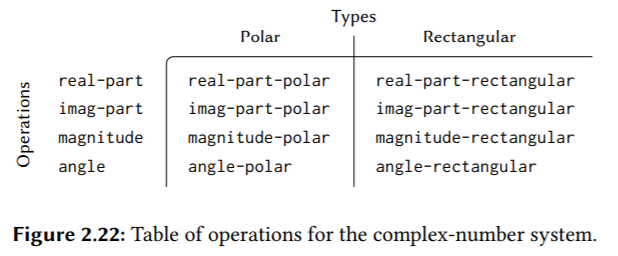 Types
Polar Rectangular
Operations
real-part real-part-polar real-part-rectangular
imag-part imag-part-polar imag-part-rectangular
magnitude magnitude-polar magnitude-rectangular
angle angle-polar angle-rectangular
Figure 2.22: Table of operations for the complex-number system.